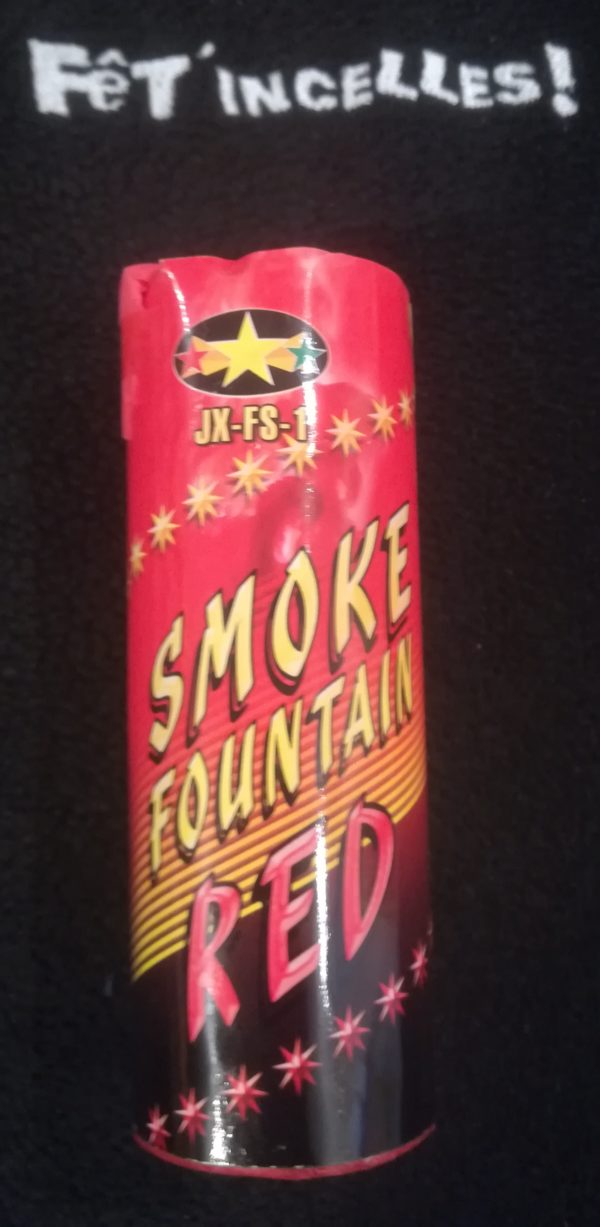 FêT'INCELLES!
JX-FS-1
SMOKE
FOUNTAIN
RED